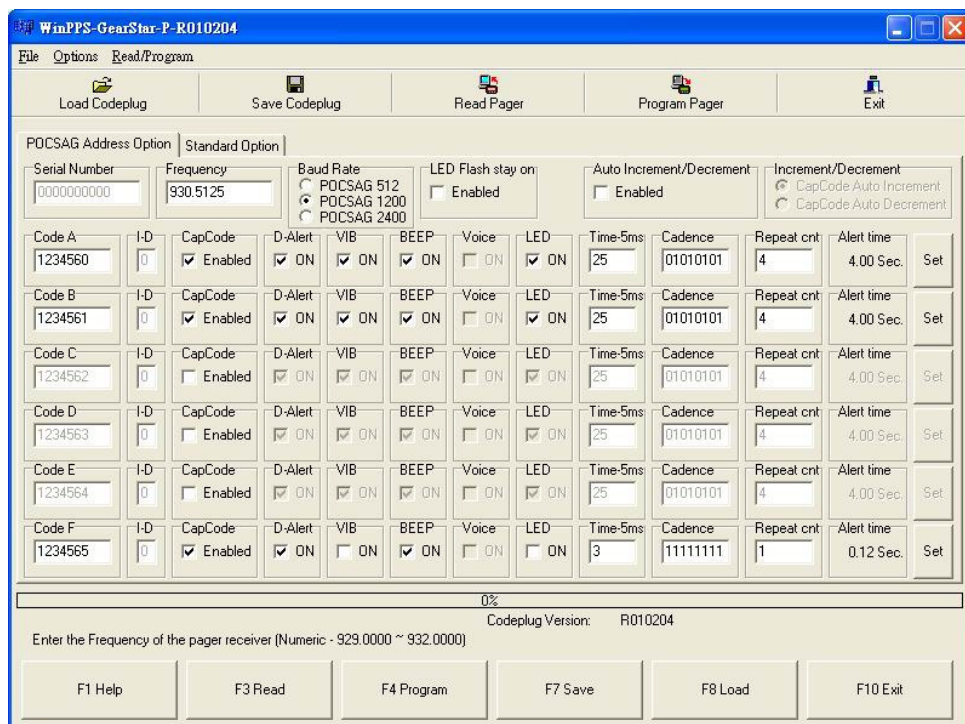 WinPPS-GearStar-P-R010204
File Options Read/Program
Load Codeplug Save Codeplug Read Pager Program Pager Exit
POCSAG Address Option Standard Option
Serial Number Frequency Baud Rate LED Flash stay on Auto Increment/Decrement Increment/Decrement
0000000000 930.5125 POCSAG 512 Enabled Enabled CapCode Auto Increment
POCSAG 1200 CapCode Auto Decrement
POCSAG 2400
Code A I-D CapCode D-Alert VIB BEEP Voice LED Time-5ms Cadence Repeat cnt Alert time
1234560 0 Enabled ON ON ON ON ON 25 01010101 4 4.00 Sec. Set
Code B I-D CapCode D-Alert VIB BEEP Voice LED Time-5ms Cadence Repeat cnt Alert time
1234561 0 Enabled ON ON ON ON ON 25 01010101 4 4.00 Sec. Set
Code C I-D CapCode D-Alert VIB BEEP Voice LED Time-5ms Cadence Repeat cnt Alert time
1234562 0 Enabled ON ON ON ON ON 25 01010101 4 4.00 Sec. Set
Code D I-D CapCode D-Alert VIB BEEP Voice LED Time-5ms Cadence Repeat cnt Alert time
1234563 0 Enabled ON ON ON ON ON 25 01010101 4 4.00 Sec. Set
Code E I-D CapCode D-Alert VIB BEEP Voice LED Time-5ms Cadence Repeat cnt Alert time
1234564 0 Enabled ON ON ON ON ON 25 01010101 4 4.00 Sec. Set
Code F I-D CapCode D-Alert VIB BEEP Voice LED Time-5ms Cadence Repeat cnt Alert time
1234565 0 Enabled ON ON ON ON ON 3 11111111 1 0.12 Sec. Set
0%
Codeplug Version: R010204
Enter the Frequency of the pager receiver (Numeric - 929.0000 ~ 932.0000)
F1 Help F3 Read F4 Program F7 Save F8 Load F10 Exit